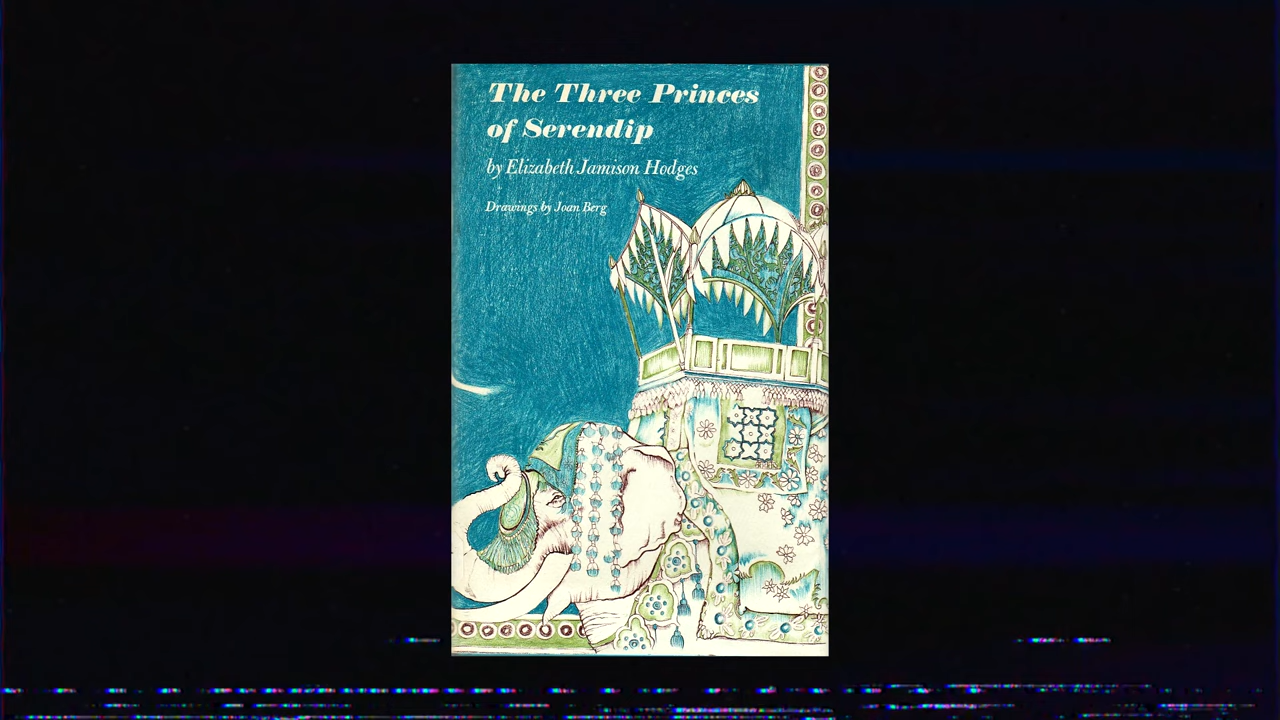 The Three Princes
of Serendip
by Elizabeth Jamison Hodges
Drawings by Joan Berg